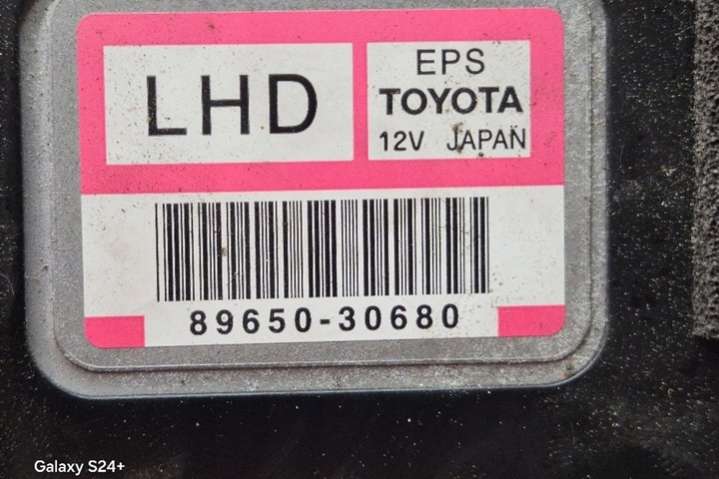 LHD
EPS
TOYOTA
12V JAPAN
89650-30680
Galaxy S24+